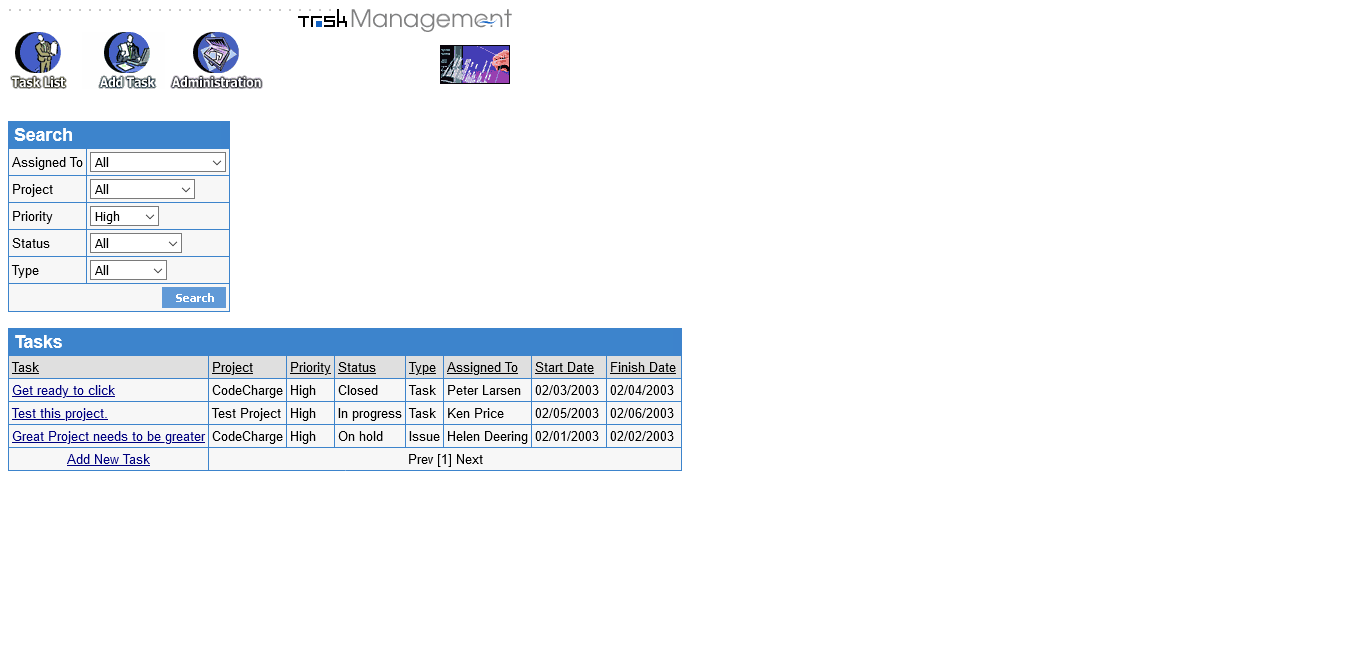 Task Management
Task List Add Task Administration
Search
Assigned To All
Project All
Priority High
Status All
Type All
Search
Tasks
Task Project Priority Status Type Assigned To Start Date Finish Date
Get ready to click CodeCharge High Closed Task Peter Larsen 02/03/2003 02/04/2003
Test this project. Test Project High In progress Task Ken Price 02/05/2003 02/06/2003
Great Project needs to be greater CodeCharge High On hold Issue Helen Deering 02/01/2003 02/02/2003
Add New Task Prev [1] Next